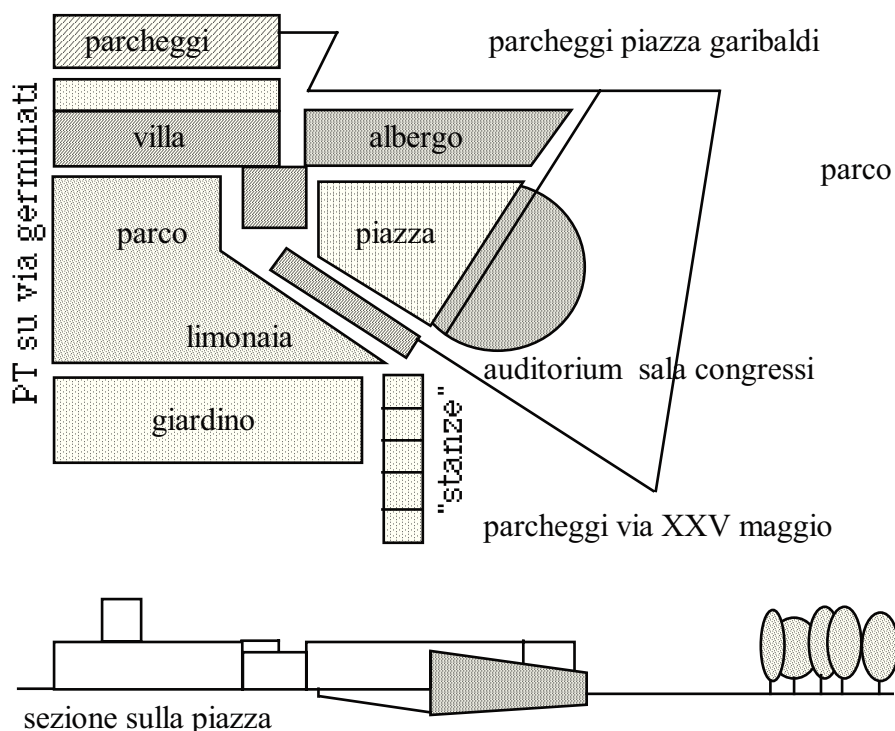 parcheggi
parcheggi piazza garibaldi
PT su via germinati
villa
albergo
parco
parco
piazza
limonaia
auditorium sala congressi
giardino
"stanze"
parcheggi via XXV maggio
sezione sulla piazza